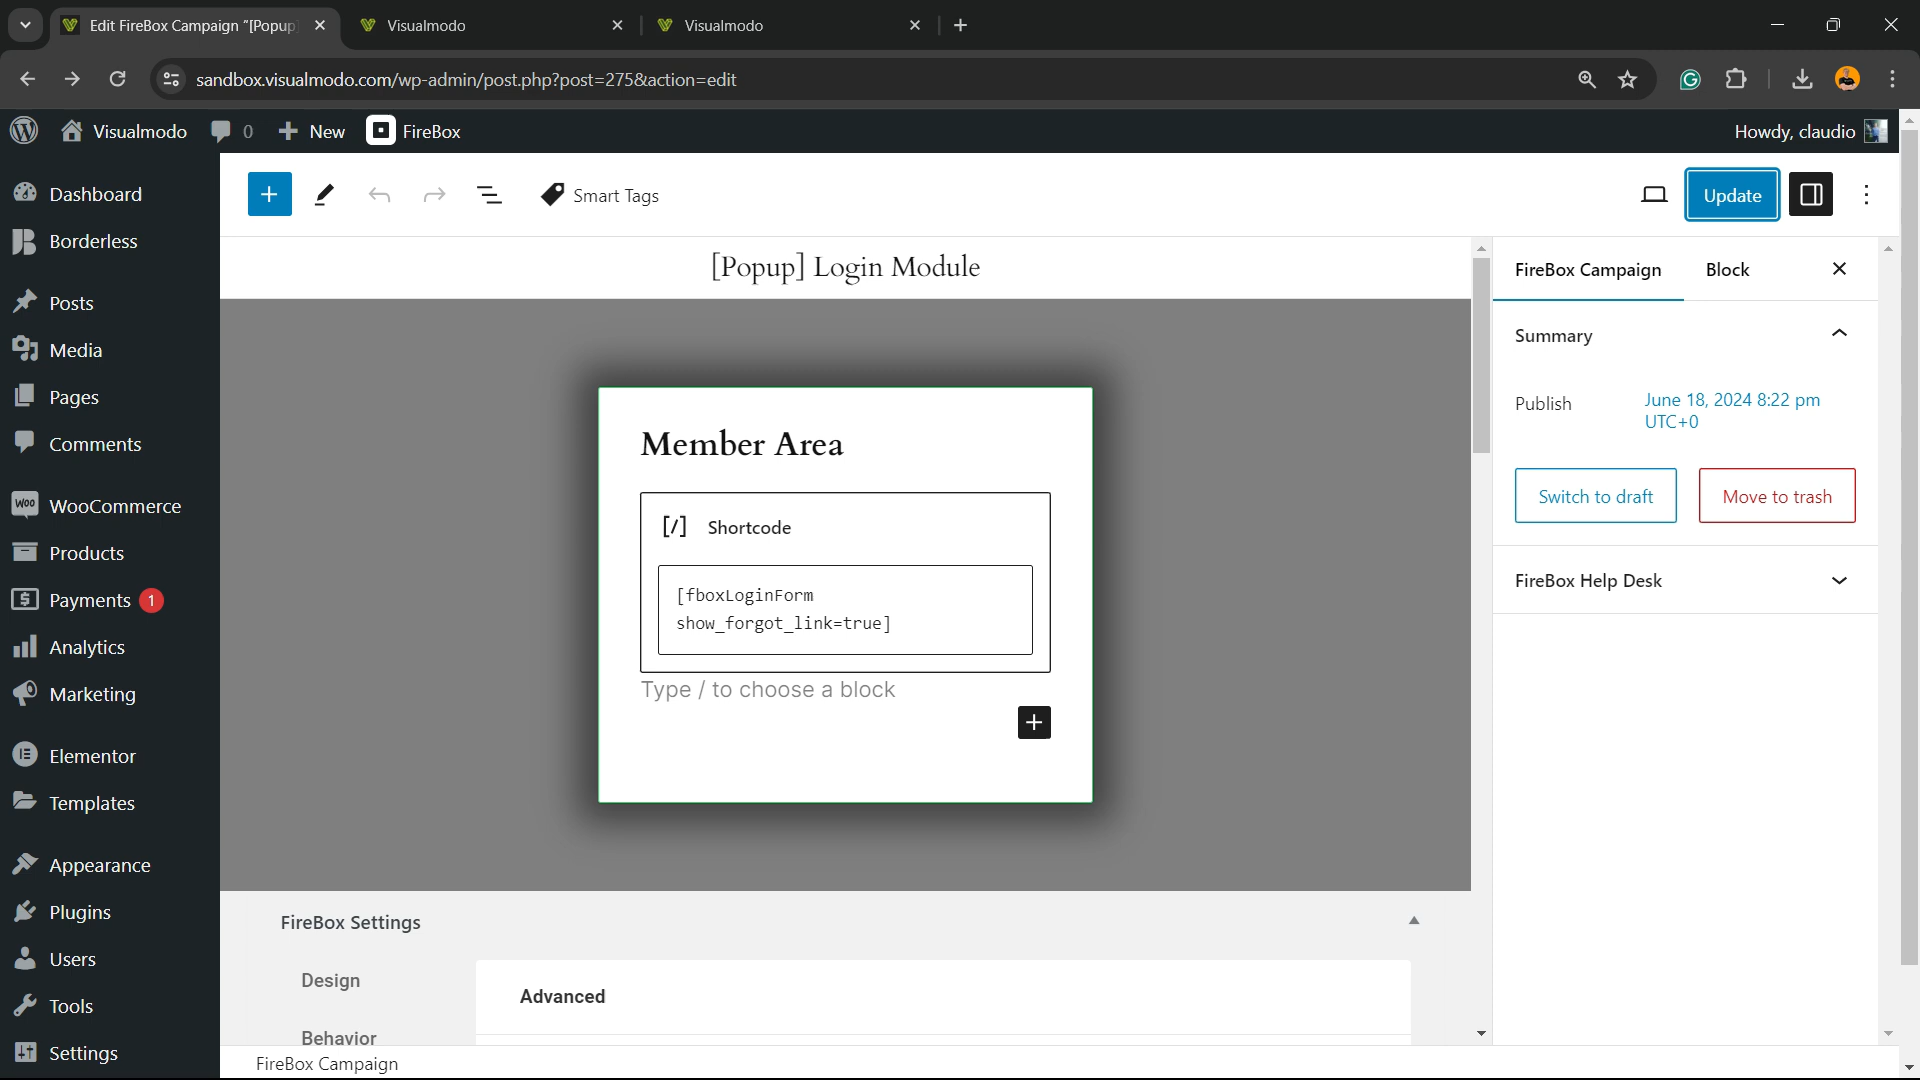 Edit FireBox Campaign "[Popup
Visualmodo
Visualmodo
sandbox.visualmodo.com/wp-admin/post.php?post=275&action=edit
Visualmodo
0
New
FireBox
Howdy, claudio
Dashboard
Borderless
Posts
Media
Pages
Comments
WOO
WooCommerce
Products
Payments
1
Analytics
Marketing
Elementor
Templates
Appearance
Plugins
Users
Tools
Settings
Smart Tags
Update
[Popup] Login Module
Member Area
[/] Shortcode
[fboxLoginForm
show_forgot_link=true]
Type / to choose a block
FireBox Settings
Design
Behavior
Advanced
FireBox Campaign
FireBox Campaign
Block
Summary
Publish
June 18, 2024 8:22 pm
UTC+0
Switch to draft
Move to trash
FireBox Help Desk